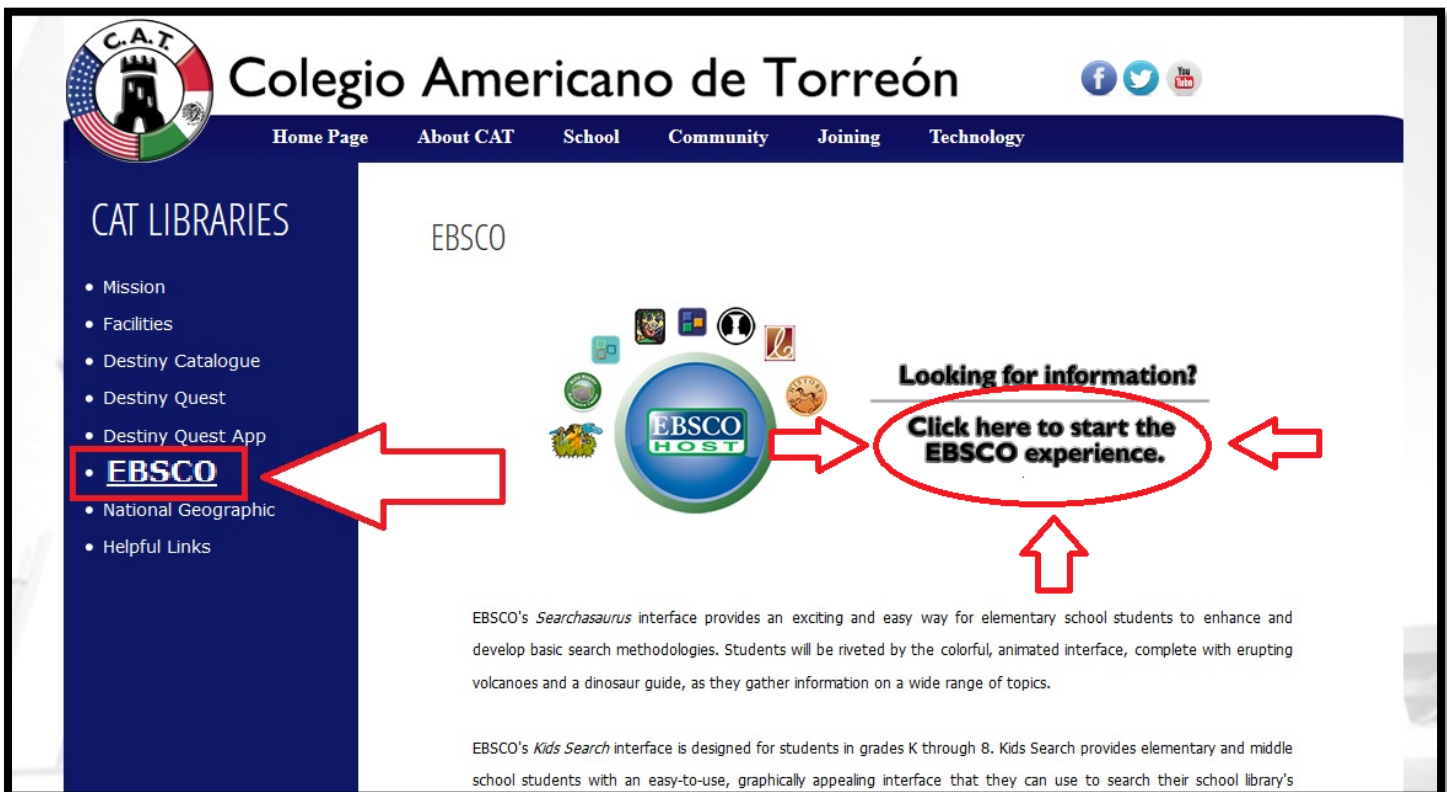 C.A.T.
Colegio Americano de Torreón
You
Tube
Home Page About CAT School Community Joining Technology
CAT LIBRARIES
• Mission
• Facilities
• Destiny Catalogue
• Destiny Quest
• Destiny Quest App
• EBSCO
• National Geographic
• Helpful Links
EBSCO
HISTORY
EBSCO
HOST
Looking for information?
Click here to start the
EBSCO experience.
EBSCO's Searchasaurus interface provides an exciting and easy way for elementary school students to enhance and
develop basic search methodologies. Students will be riveted by the colorful, animated interface, complete with erupting
volcanoes and a dinosaur guide, as they gather information on a wide range of topics.
EBSCO's Kids Search interface is designed for students in grades K through 8. Kids Search provides elementary and middle
school students with an easy-to-use, graphically appealing interface that they can use to search their school library's